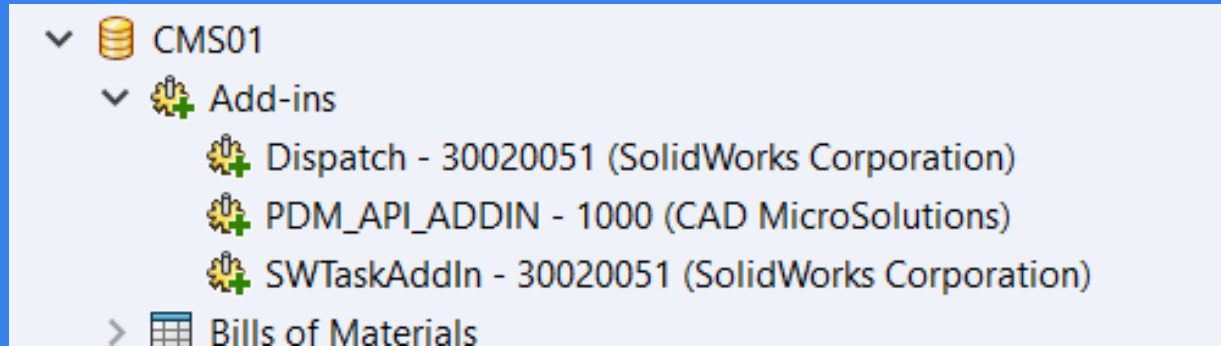 CMS01
Add-ins
Dispatch - 30020051 (SolidWorks Corporation)
PDM_API_ADDIN - 1000 (CAD MicroSolutions)
SWTaskAddIn - 30020051 (SolidWorks Corporation)
Bills of Materials